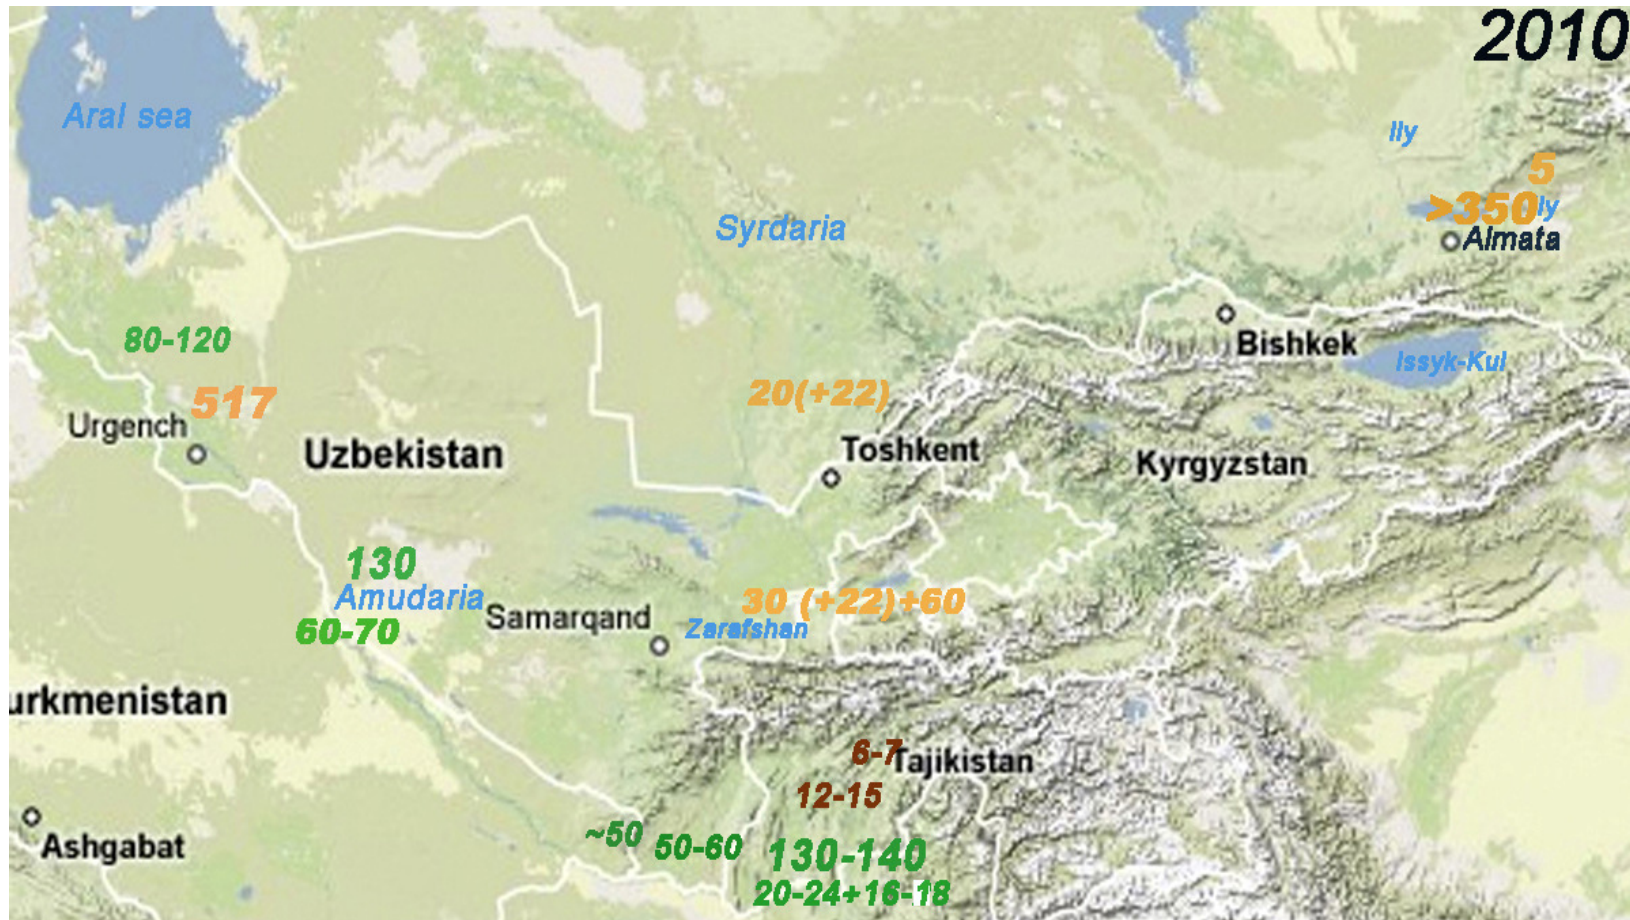 2010
Aral sea
Ily
5
>350 Ily
Almata
Syrdaria
80-120
Bishkek
Issyk-Kul
517
20(+22)
Urgench
Uzbekistan
Toshkent
Kyrgyzstan
130
Amudaria
60-70
Samarqand
30 (+22)+60
Zarafshan
urkmenistan
6-7
Tajikistan
12-15
Ashgabat
~50
50-60
130-140
20-24+16-18